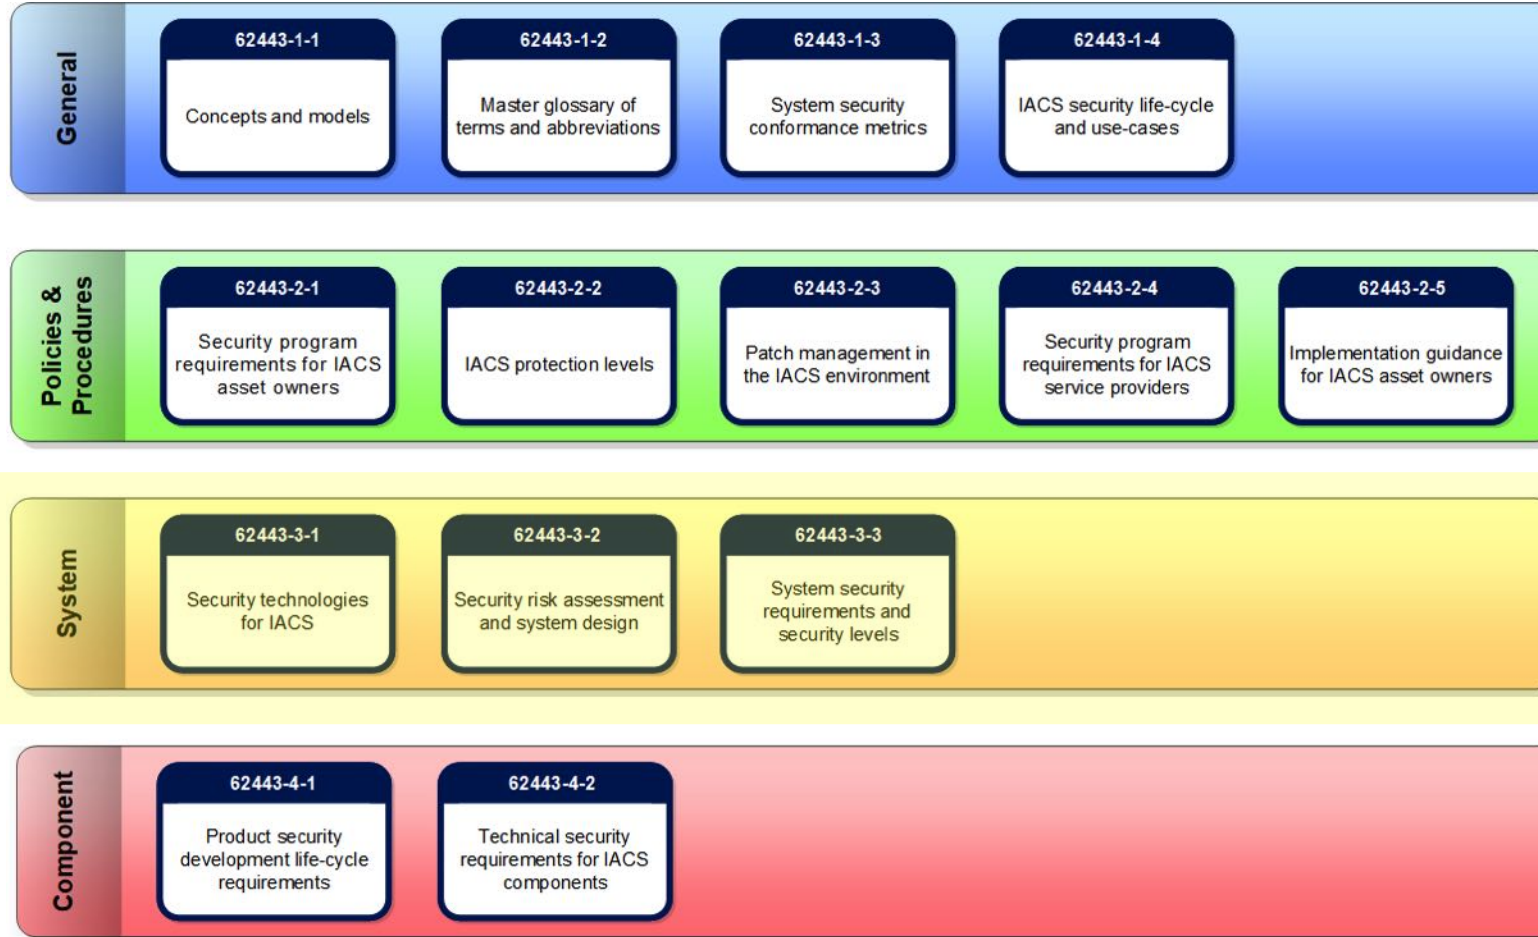 General
62443-1-1
Concepts and models
62443-1-2
Master glossary of
terms and abbreviations
62443-1-3
System security
conformance metrics
62443-1-4
IACS security life-cycle
and use-cases
Policies &
Procedures
62443-2-1
Security program
requirements for IACS
asset owners
62443-2-2
IACS protection levels
62443-2-3
Patch management in
the IACS environment
62443-2-4
Security program
requirements for IACS
service providers
62443-2-5
Implementation guidance
for IACS asset owners
System
62443-3-1
Security technologies
for IACS
62443-3-2
Security risk assessment
and system design
62443-3-3
System security
requirements and
security levels
Component
62443-4-1
Product security
development life-cycle
requirements
62443-4-2
Technical security
requirements for IACS
components